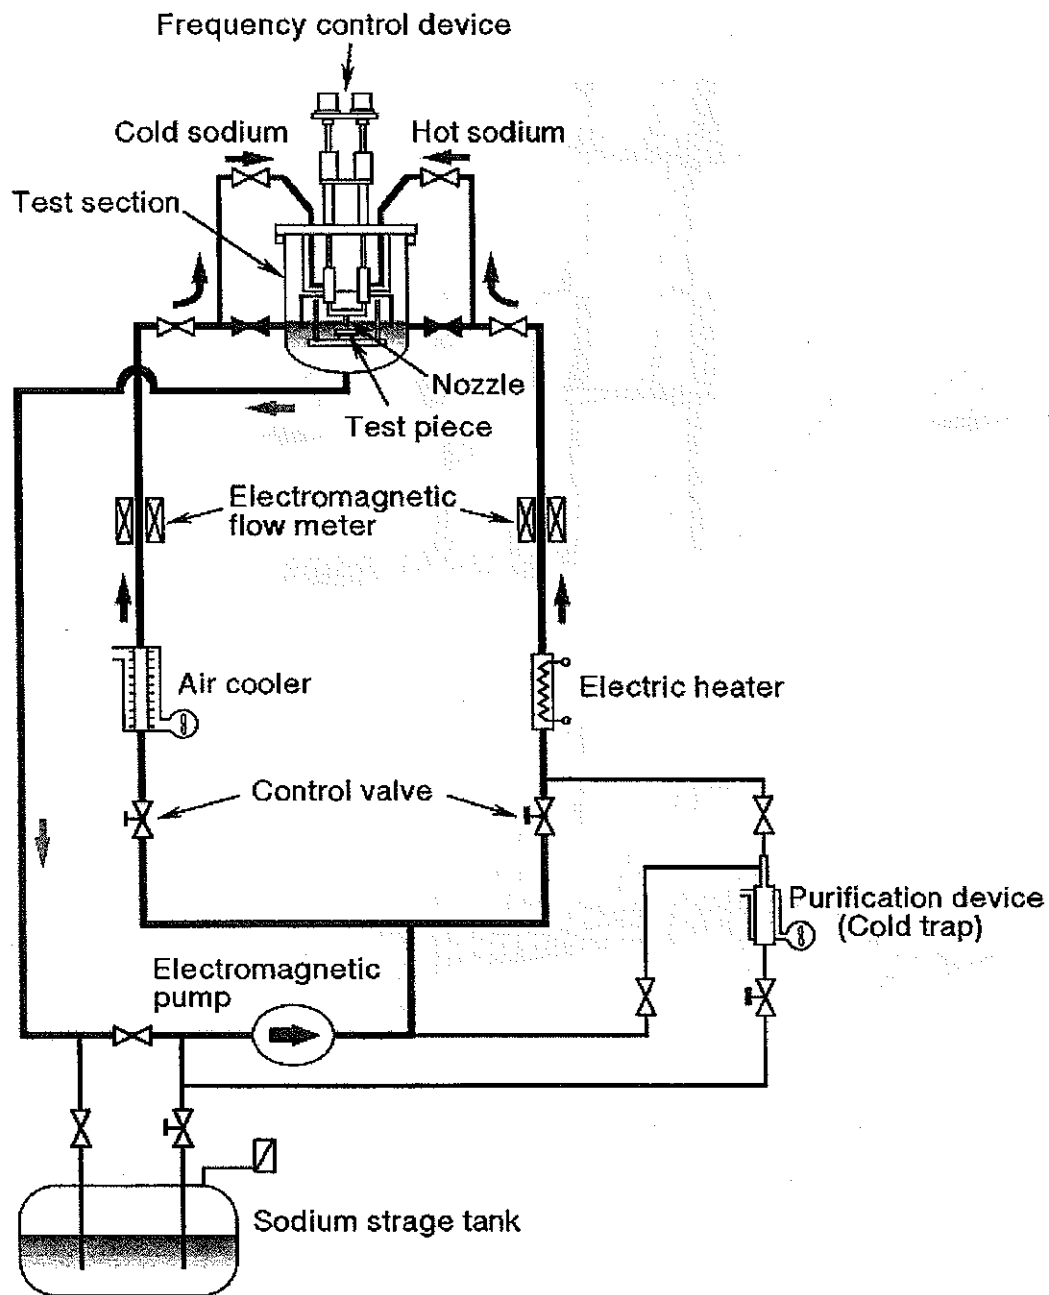 Frequency control device
Cold sodium
Hot sodium
Test section
Nozzle
Test piece
Electromagnetic
flow meter
Air cooler
Electric heater
Control valve
Purification device
(Cold trap)
Electromagnetic
pump
Sodium strage tank